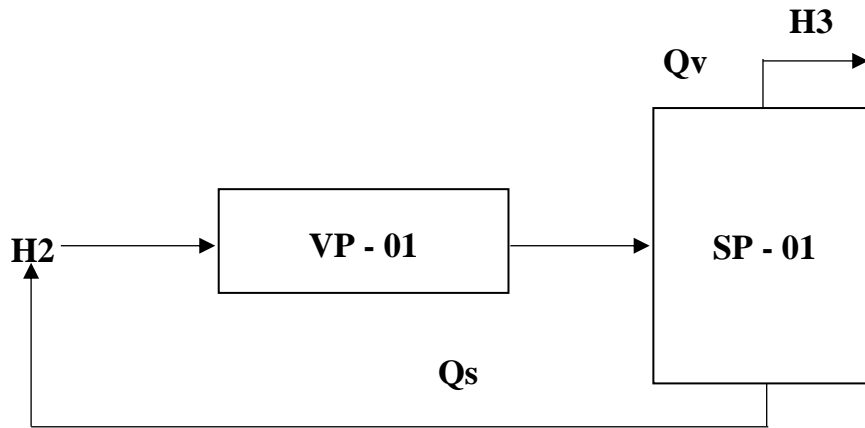 H3
Qv
H2
VP - 01
SP - 01
Qs